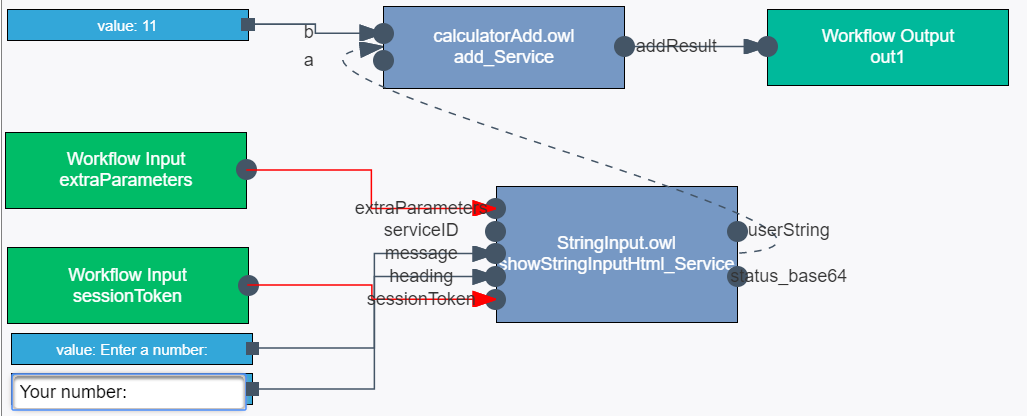 value: 11
b
a
calculatorAdd.owl
add_Service
addResult
Workflow Output
out1
Workflow Input
extraParameters
Workflow Input
sessionToken
value: Enter a number:
Your number:
extraParameters
serviceID
message
heading
sessionToken
StringInput.owl
showStringInputHtml_Service
userString
status_base64